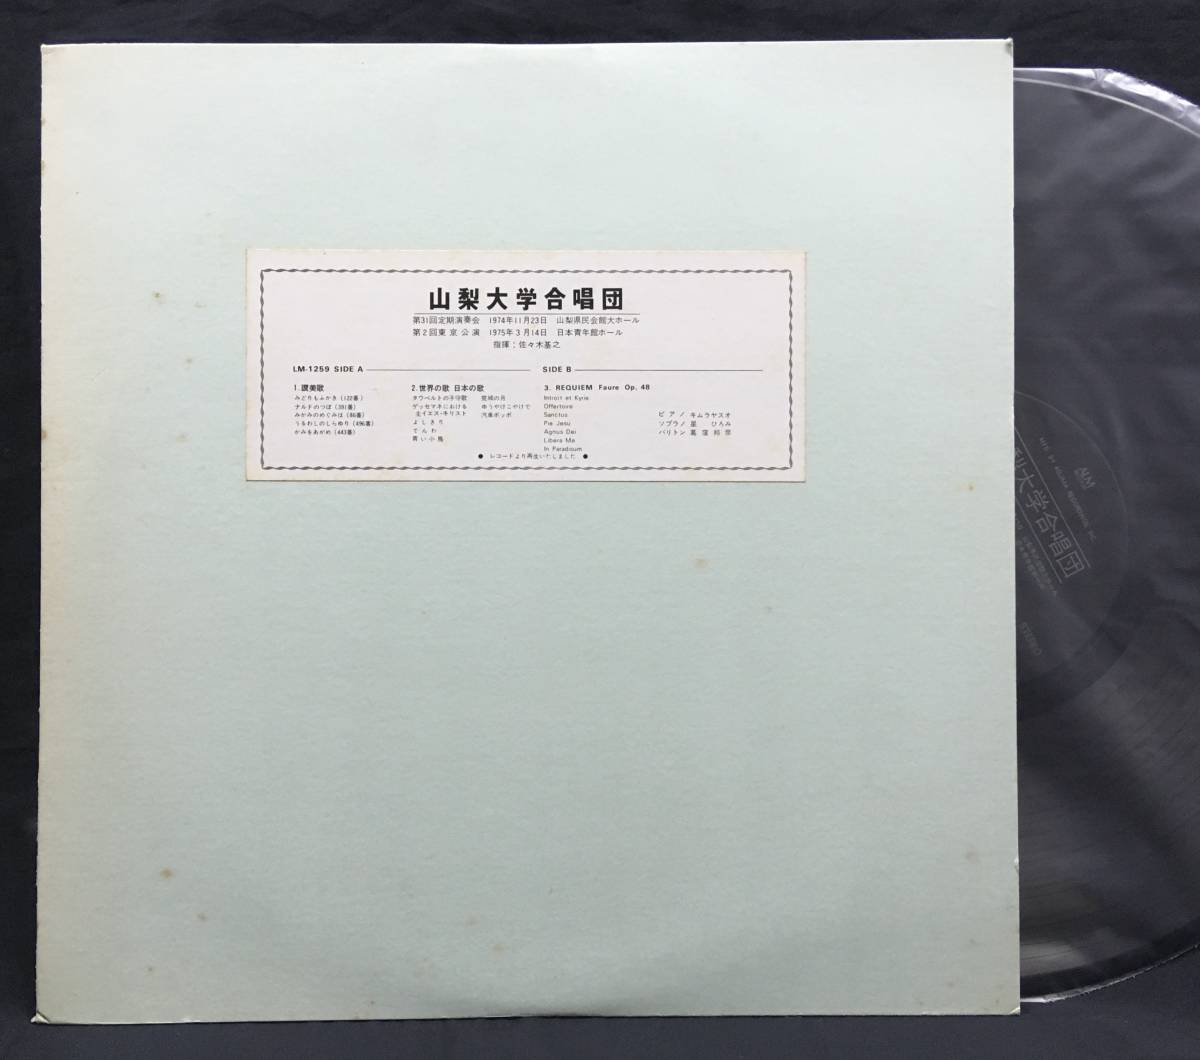 山梨大学合唱団
第31回定期演奏会 1974年11月23日 山梨県民会館大ホール
第2回東京公演 1975年3月14日 日本青年館ホール
指揮：佐々木基之
LM-1259 SIDE A
1. 讃美歌
みどりもふかき（122番）
ナルドのつぼ（391番）
みかみのめぐみは（86番）
うるわしのしらゆり（496番）
かみをあがめ（443番）
2. 世界の歌 日本の歌
タウベルトの子守歌 荒城の月
ゲッセマネにおける ゆうやけこやけで
主イエス・キリスト 汽車ポッポ
よしきり
でんわ
青い小鳥
SIDE B
3. REQUIEM Faure Op. 48
Introit et Kyrie
Offertoire
Sanctus
Pie Jesu
Agnus Dei
Libera Me
In Paradisum
ピアノ キムラヤスオ
ソプラノ 星 ひろみ
バリトン 葛窪
● レコードより再生いたしました ●
大学合唱団